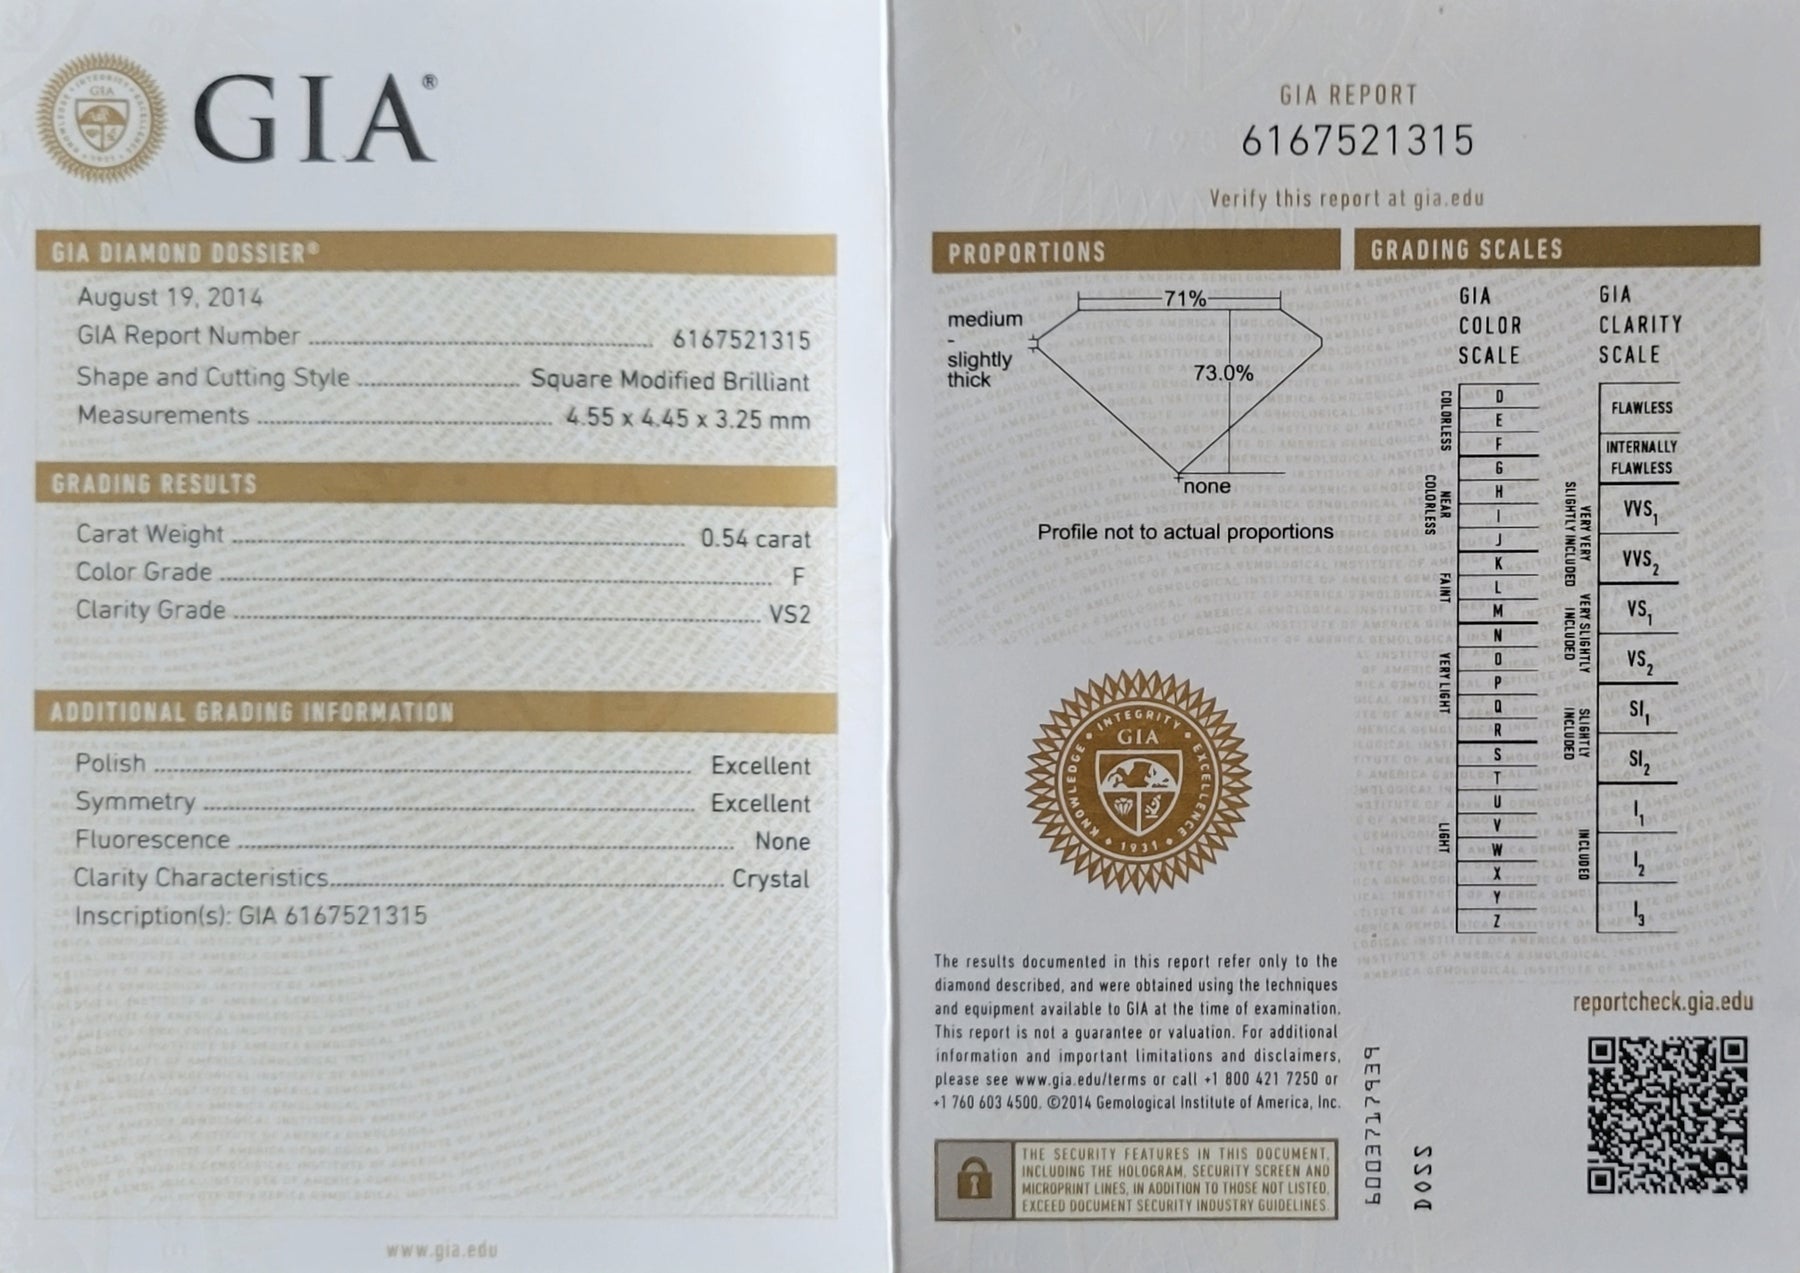 GIA®
GIA DIAMOND DOSSIER®
August 19, 2014
GIA Report Number ........ 6167521315
Shape and Cutting Style ........ Square Modified Brilliant
Measurements ........ 4.55 x 4.45 x 3.25 mm
GRADING RESULTS
Carat Weight ........ 0.54 carat
Color Grade ........ F
Clarity Grade ........ VS2
ADDITIONAL GRADING INFORMATION
Polish ........ Excellent
Symmetry ........ Excellent
Fluorescence ........ None
Clarity Characteristics ........ Crystal
Inscription(s): GIA 6167521315
www.gia.edu
GIA REPORT
6167521315
Verify this report at gia.edu
PROPORTIONS
71%
medium
-
slightly
thick
73.0%
none
Profile not to actual proportions
INTEGRITY
GIA
KNOWLEDGE
EXCELLENCE
1931
The results documented in this report refer only to the
diamond described, and were obtained using the techniques
and equipment available to GIA at the time of examination.
This report is not a guarantee or valuation. For additional
information and important limitations and disclaimers,
please see www.gia.edu/terms or call +1 800 421 7250 or
+1 760 603 4500. ©2014 Gemological Institute of America, Inc.
THE SECURITY FEATURES IN THIS DOCUMENT,
INCLUDING THE HOLOGRAM, SECURITY SCREEN AND
MICROPRINT LINES, IN ADDITION TO THOSE NOT LISTED,
EXCEED DOCUMENT SECURITY INDUSTRY GUIDELINES.
GRADING SCALES
GIA
COLOR
SCALE
COLORLESS
D
E
F
NEAR
COLORLESS
G
H
I
J
FAINT
K
L
M
VERY LIGHT
N
O
P
Q
R
LIGHT
S
T
U
V
W
X
Y
Z
GIA
CLARITY
SCALE
FLAWLESS
INTERNALLY
FLAWLESS
VERY VERY
SLIGHTLY INCLUDED
VVS1
VVS2
VERY SLIGHTLY
INCLUDED
VS1
VS2
SLIGHTLY
INCLUDED
SI1
SI2
INCLUDED
I1
I2
I3
reportcheck.gia.edu